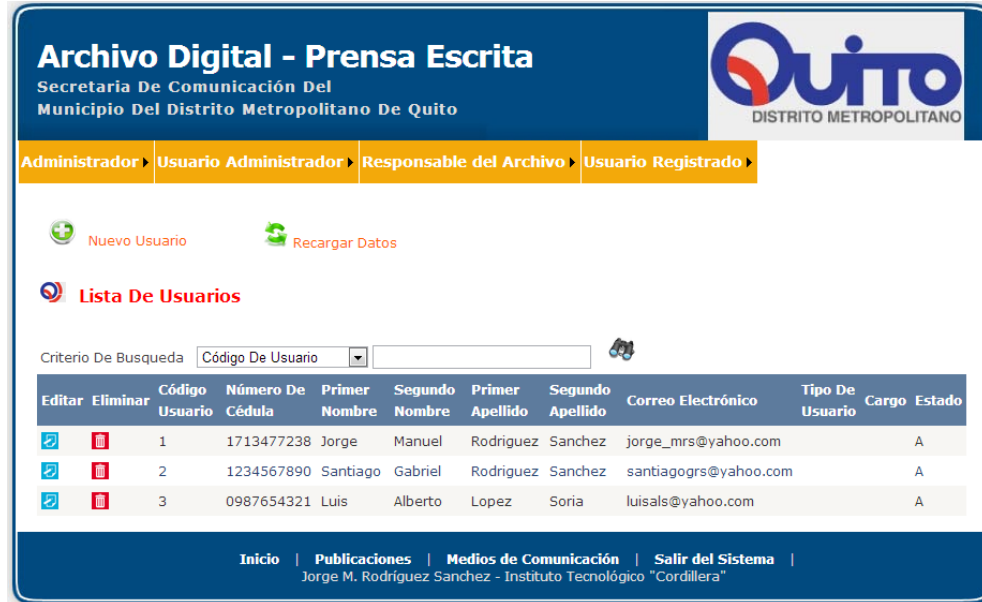 Archivo Digital - Prensa Escrita
Secretaria De Comunicación Del
Municipio Del Distrito Metropolitano De Quito
QUITO
DISTRITO METROPOLITANO
Administrador Usuario Administrador Responsable del Archivo Usuario Registrado
Nuevo Usuario Recargar Datos
Lista De Usuarios
Criterio De Busqueda Código De Usuario
Editar Eliminar Código Usuario Número De Cédula Primer Nombre Segundo Nombre Primer Apellido Segundo Apellido Correo Electrónico Tipo De Usuario Cargo Estado
1 1713477238 Jorge Manuel Rodriguez Sanchez jorge_mrs@yahoo.com A
2 1234567890 Santiago Gabriel Rodriguez Sanchez santiagogrs@yahoo.com A
3 0987654321 Luis Alberto Lopez Soria luisals@yahoo.com A
Inicio | Publicaciones | Medios de Comunicación | Salir del Sistema |
Jorge M. Rodríguez Sanchez - Instituto Tecnológico "Cordillera"